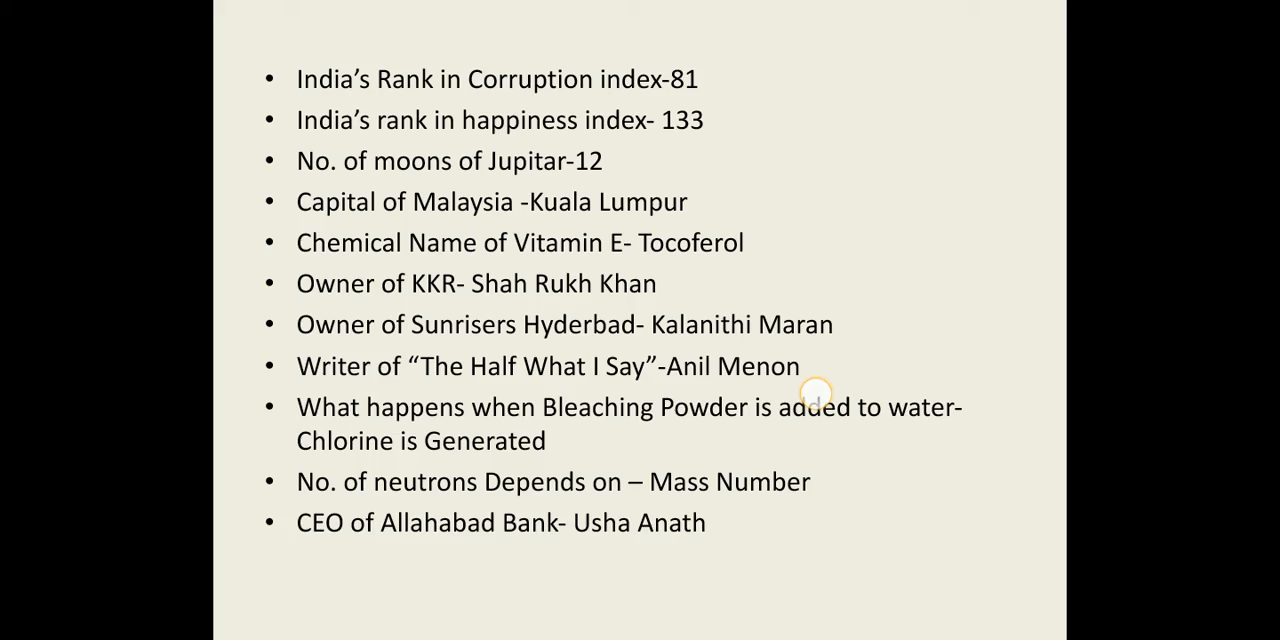 • India’s Rank in Corruption index-81
• India’s rank in happiness index- 133
• No. of moons of Jupitar-12
• Capital of Malaysia -Kuala Lumpur
• Chemical Name of Vitamin E- Tocoferol
• Owner of KKR- Shah Rukh Khan
• Owner of Sunrisers Hyderbad- Kalanithi Maran
• Writer of “The Half What I Say”-Anil Menon
• What happens when Bleaching Powder is added to water-
Chlorine is Generated
• No. of neutrons Depends on – Mass Number
• CEO of Allahabad Bank- Usha Anath